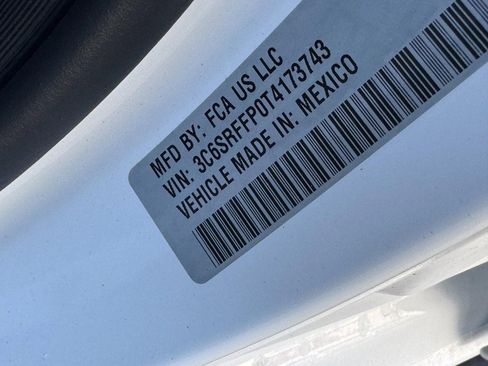 MFD BY: FCA US LLC
VIN: 3C6SRFFP0T4173743
VEHICLE MADE IN: MEXICO